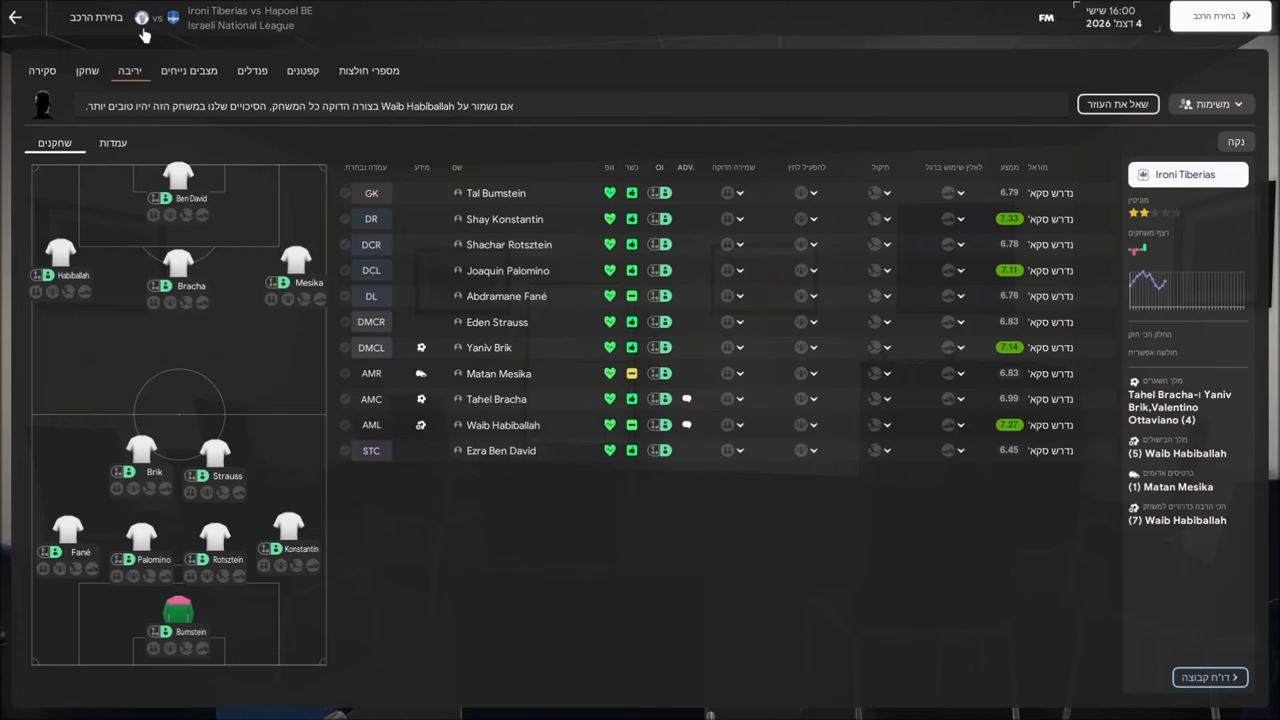 בחירת הרכב
vs
Ironi Tiberias vs Hapoel BE
Israeli National League
FM
16:00 שישי
4 דצמ' 2026
בחירת הרכב
סקירה
שחקן
יריבה
מצבים נייחים
פנדלים
קפטנים
מספרי חולצות
אם נשמור על Waib Habiballah בצורה הדוקה כל המשחק, הסיכויים שלנו במשחק הזה יהיו טובים יותר.
שאל את העוזר
משימות
שחקנים
עמדות
נקה
Ben David
Habiballah
Bracha
Mesika
Brik
Strauss
Fané
Palomino
Rotsztein
Konstantin
Bumstein
עמדה נבחרת מידע שם גופ כשר OI ADV. שמירה הדוקה להפעיל לחץ תיקול לאלץ שימוש ברגל ממצע מוראל
GK Tal Bumstein 6.79 נדרש סקא'
DR Shay Konstantin 7.33 נדרש סקא'
DCR Shachar Rotsztein 6.78 נדרש סקא'
DCL Joaquin Palomino 7.11 נדרש סקא'
DL Abdramane Fané 6.76 נדרש סקא'
DMCR Eden Strauss 6.83 נדרש סקא'
DMCL Yaniv Brik 7.14 נדרש סקא'
AMR Matan Mesika 6.83 נדרש סקא'
AMC Tahel Bracha 6.99 נדרש סקא'
AML Waib Habiballah 7.27 נדרש סקא'
STC Ezra Ben David 6.45 נדרש סקא'
Ironi Tiberias
מוניטין
רצף משחקים
החלק הכי חזק
חולשה אפשרית
מלך השערים
Tahel Bracha ו-Yaniv
Brik,Valentino
Ottaviano (4)
מלך הבישולים
(5) Waib Habiballah
כרטיסים אדומים
(1) Matan Mesika
הכי הרבה כדורים למשחק
(7) Waib Habiballah
דו"ח קבוצה